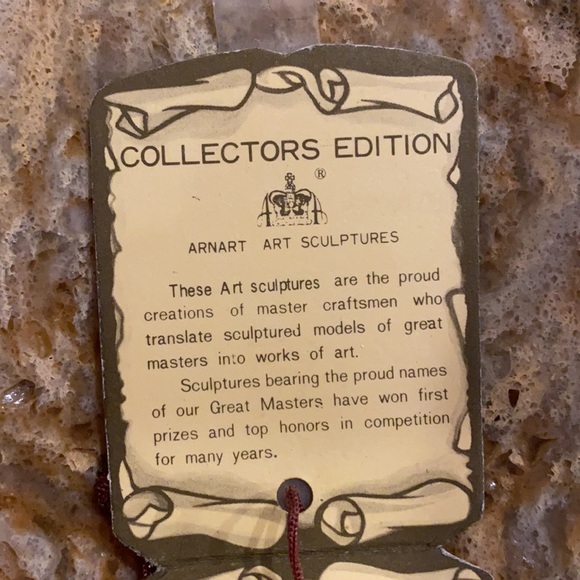 COLLECTORS EDITION
®
ARNART ART SCULPTURES
These Art sculptures are the proud
creations of master craftsmen who
translate sculptured models of great
masters into works of art.
Sculptures bearing the proud names
of our Great Masters have won first
prizes and top honors in competition
for many years.